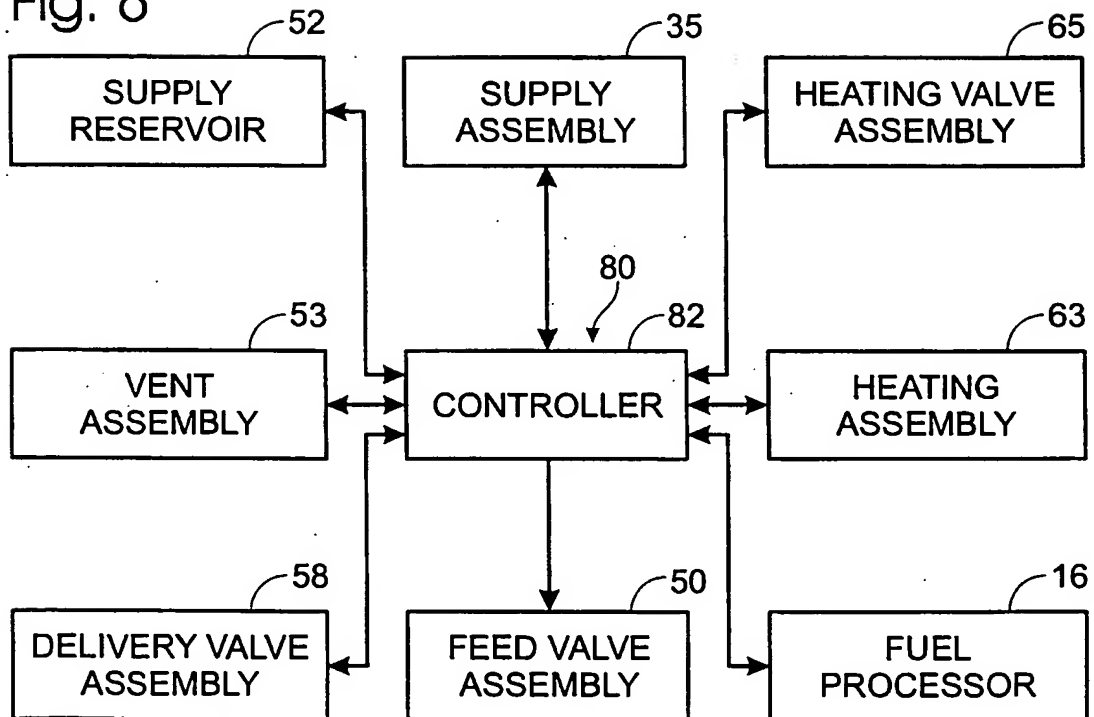 Fig. 8
52
35
65
SUPPLY
RESERVOIR
SUPPLY
ASSEMBLY
HEATING VALVE
ASSEMBLY
80
53
82
63
VENT
ASSEMBLY
CONTROLLER
HEATING
ASSEMBLY
58
50
16
DELIVERY VALVE
ASSEMBLY
FEED VALVE
ASSEMBLY
FUEL
PROCESSOR